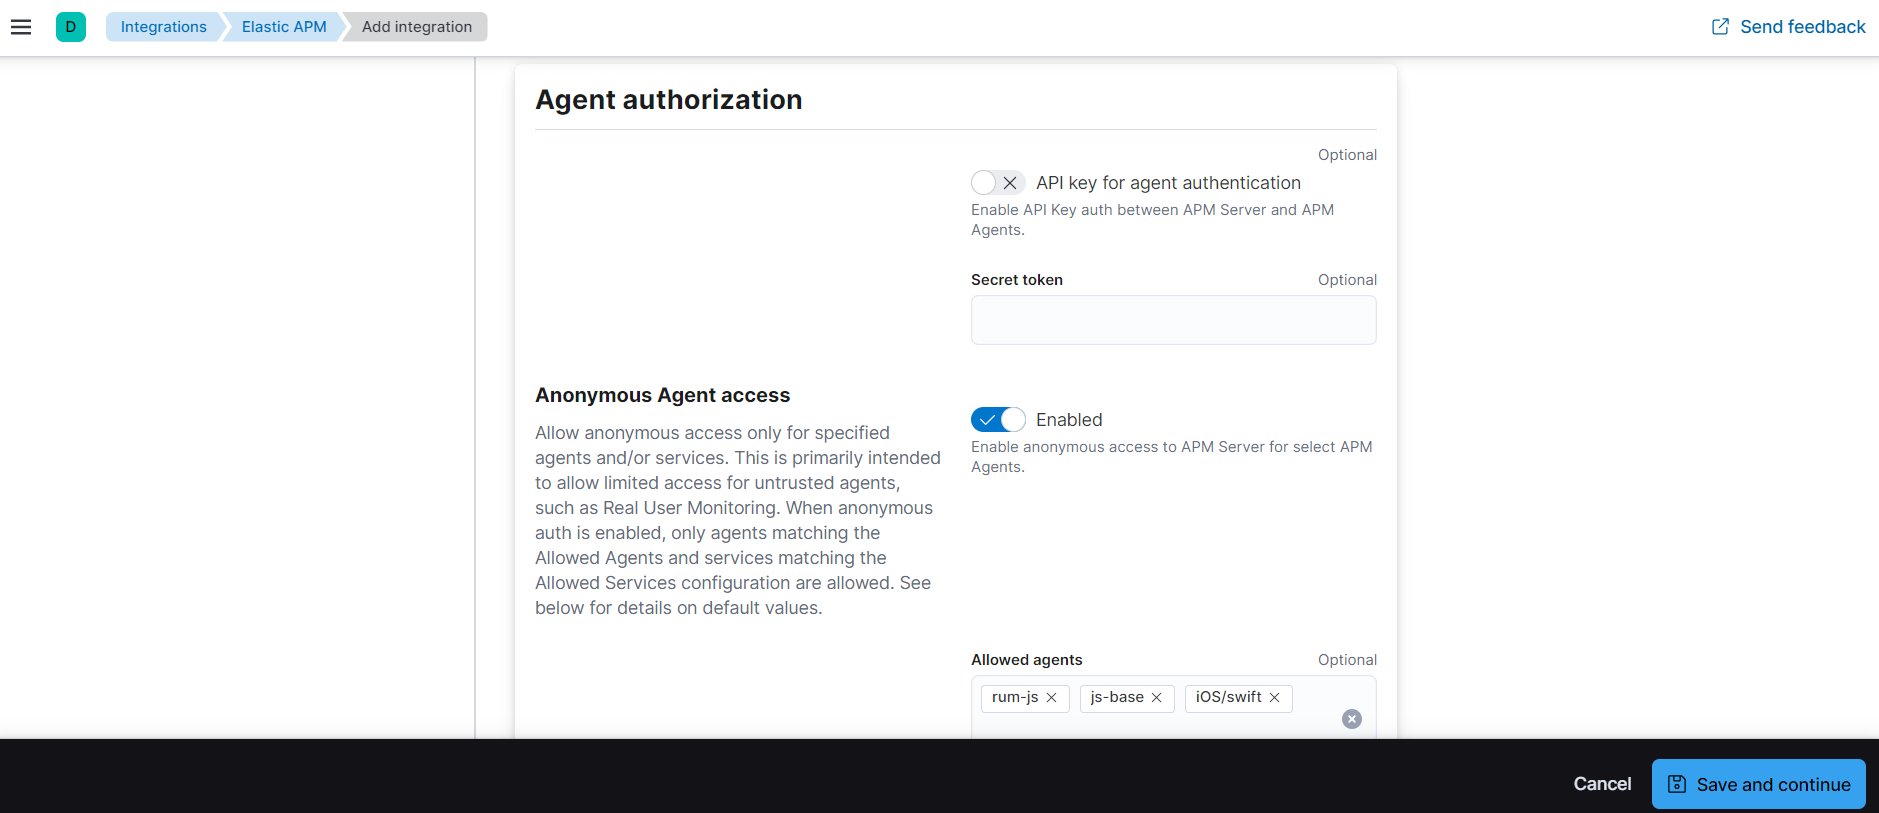 D
Integrations
Elastic APM
Add integration
Send feedback
Agent authorization
Optional
API key for agent authentication
Enable API Key auth between APM Server and APM
Agents.
Secret token
Optional
Anonymous Agent access
Allow anonymous access only for specified
agents and/or services. This is primarily intended
to allow limited access for untrusted agents,
such as Real User Monitoring. When anonymous
auth is enabled, only agents matching the
Allowed Agents and services matching the
Allowed Services configuration are allowed. See
below for details on default values.
Enabled
Enable anonymous access to APM Server for select APM
Agents.
Allowed agents
Optional
rum-js
js-base
iOS/swift
Cancel
Save and continue